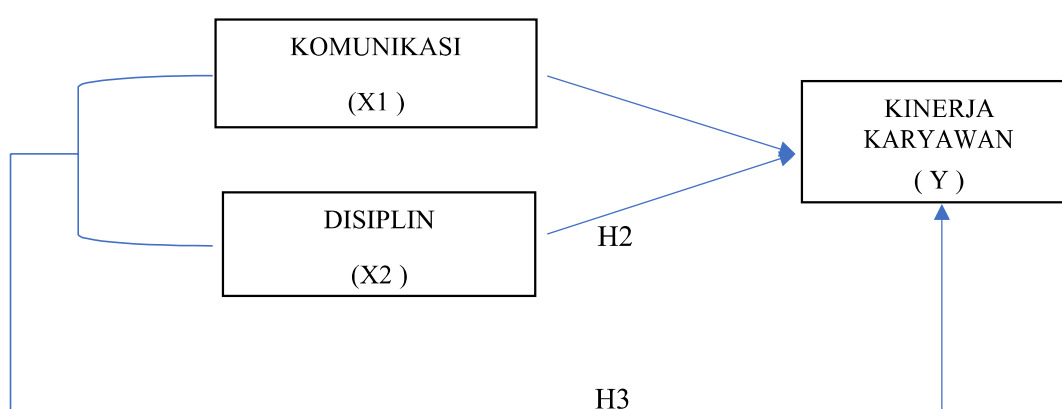 KOMUNIKASI
(X1 )
KINERJA
KARYAWAN
( Y )
DISIPLIN
(X2 )
H2
H3